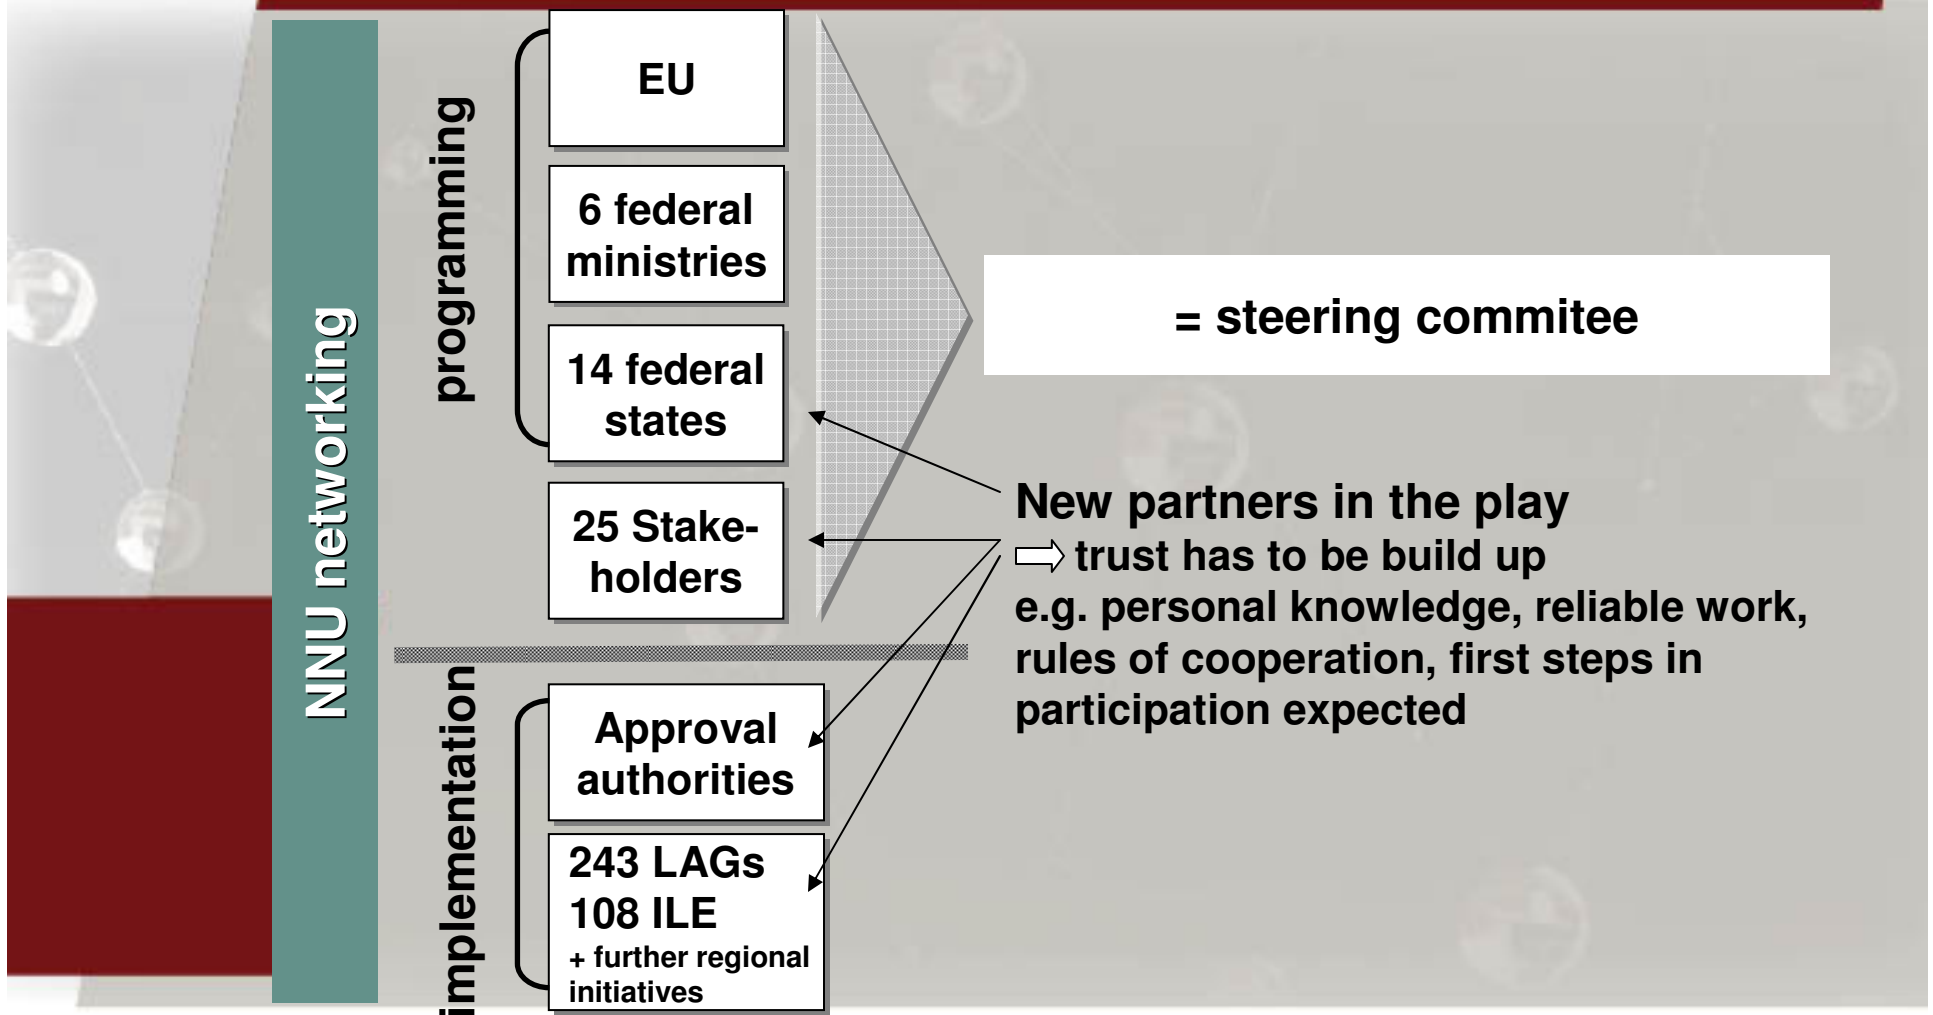 NNU networking
programming
EU
6 federal
ministries
14 federal
states
25 Stake-
holders
= steering commitee
New partners in the play
trust has to be build up
e.g. personal knowledge, reliable work,
rules of cooperation, first steps in
participation expected
implementation
Approval
authorities
243 LAGs
108 ILE
+ further regional
initiatives